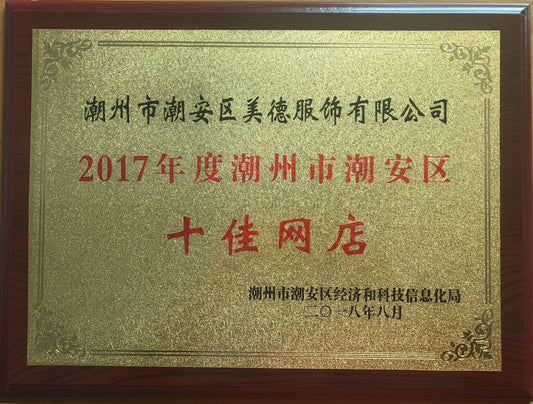 潮州市潮安区美德服饰有限公司
2017年度潮州市潮安区
十佳网店
潮州市潮安区经济和科技信息化局
二〇一八年八月